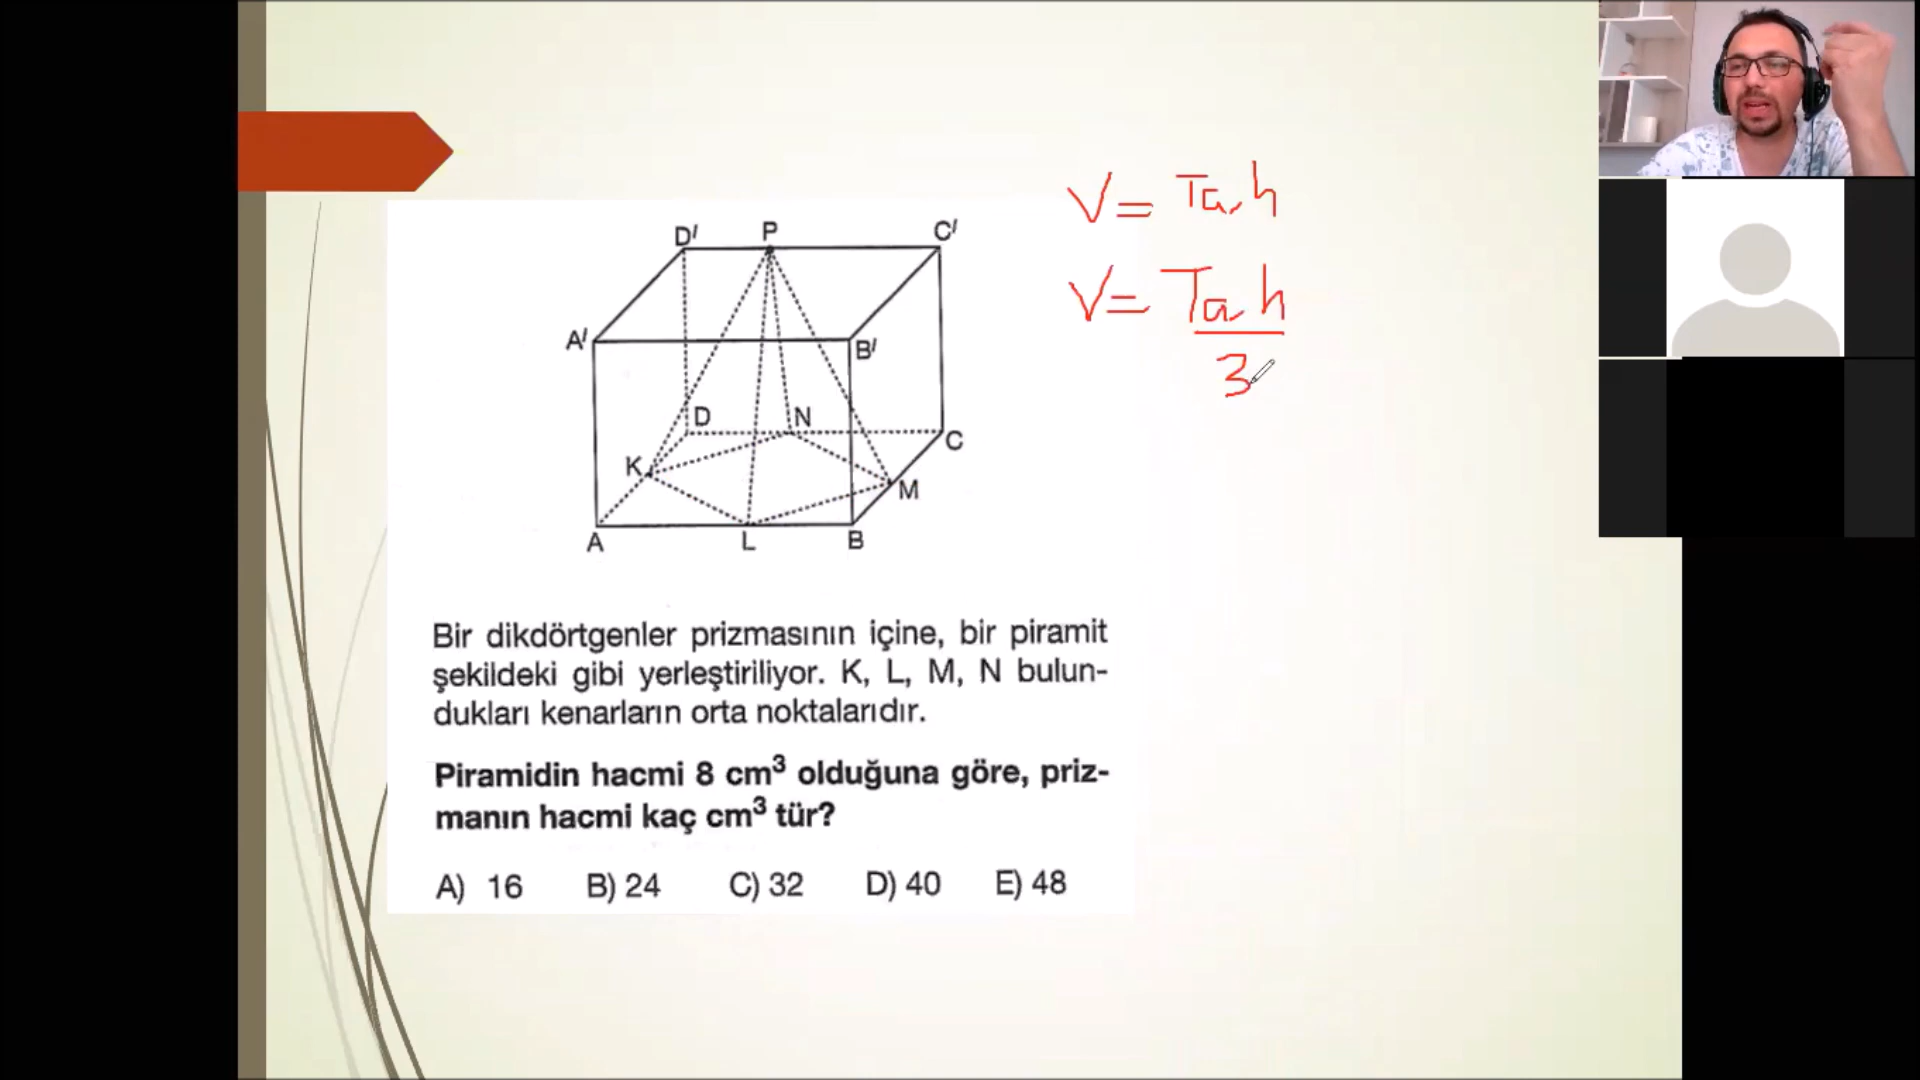 D' P C'
A' B'
D N
K C
M
A L B
V = Ta.h
V = Ta.h
3
Bir dikdörtgenler prizmasının içine, bir piramit
şekildeki gibi yerleştiriliyor. K, L, M, N bulun-
dukları kenarların orta noktalarıdır.
Piramidin hacmi 8 cm³ olduğuna göre, priz-
manın hacmi kaç cm³ tür?
A) 16 B) 24 C) 32 D) 40 E) 48